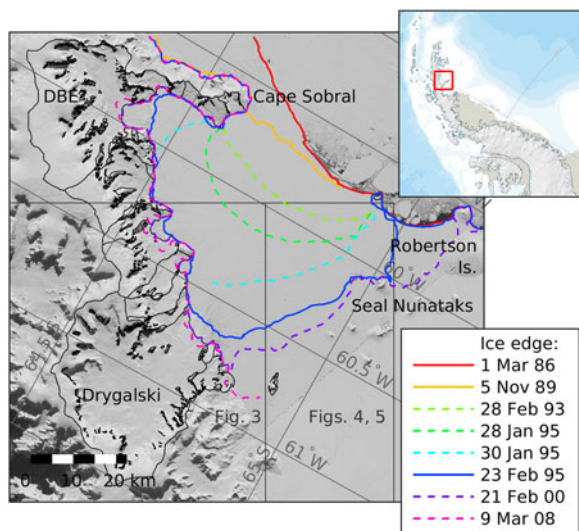 DBE
Cape Sobral
Robertson
Is.
60°W
Seal Nunataks
64.5°S
60.5°W
Drygalski
Fig. 3
Figs. 4, 5
65°S
61°W
0 10 20 km
Ice edge:
1 Mar 86
5 Nov 89
28 Feb 93
28 Jan 95
30 Jan 95
23 Feb 95
21 Feb 00
9 Mar 08